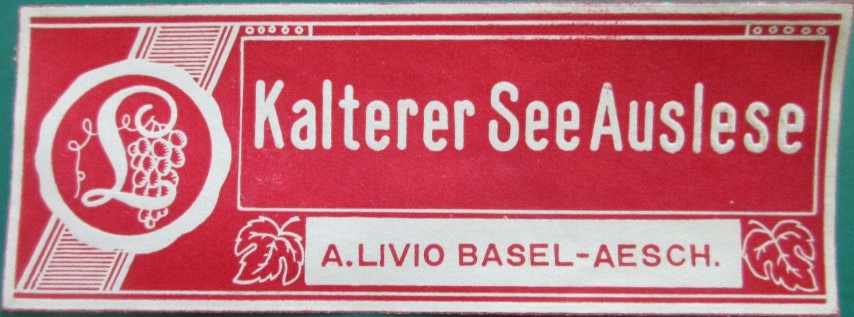 L
Kalterer See Auslese
A. LIVIO BASEL-AESCH.